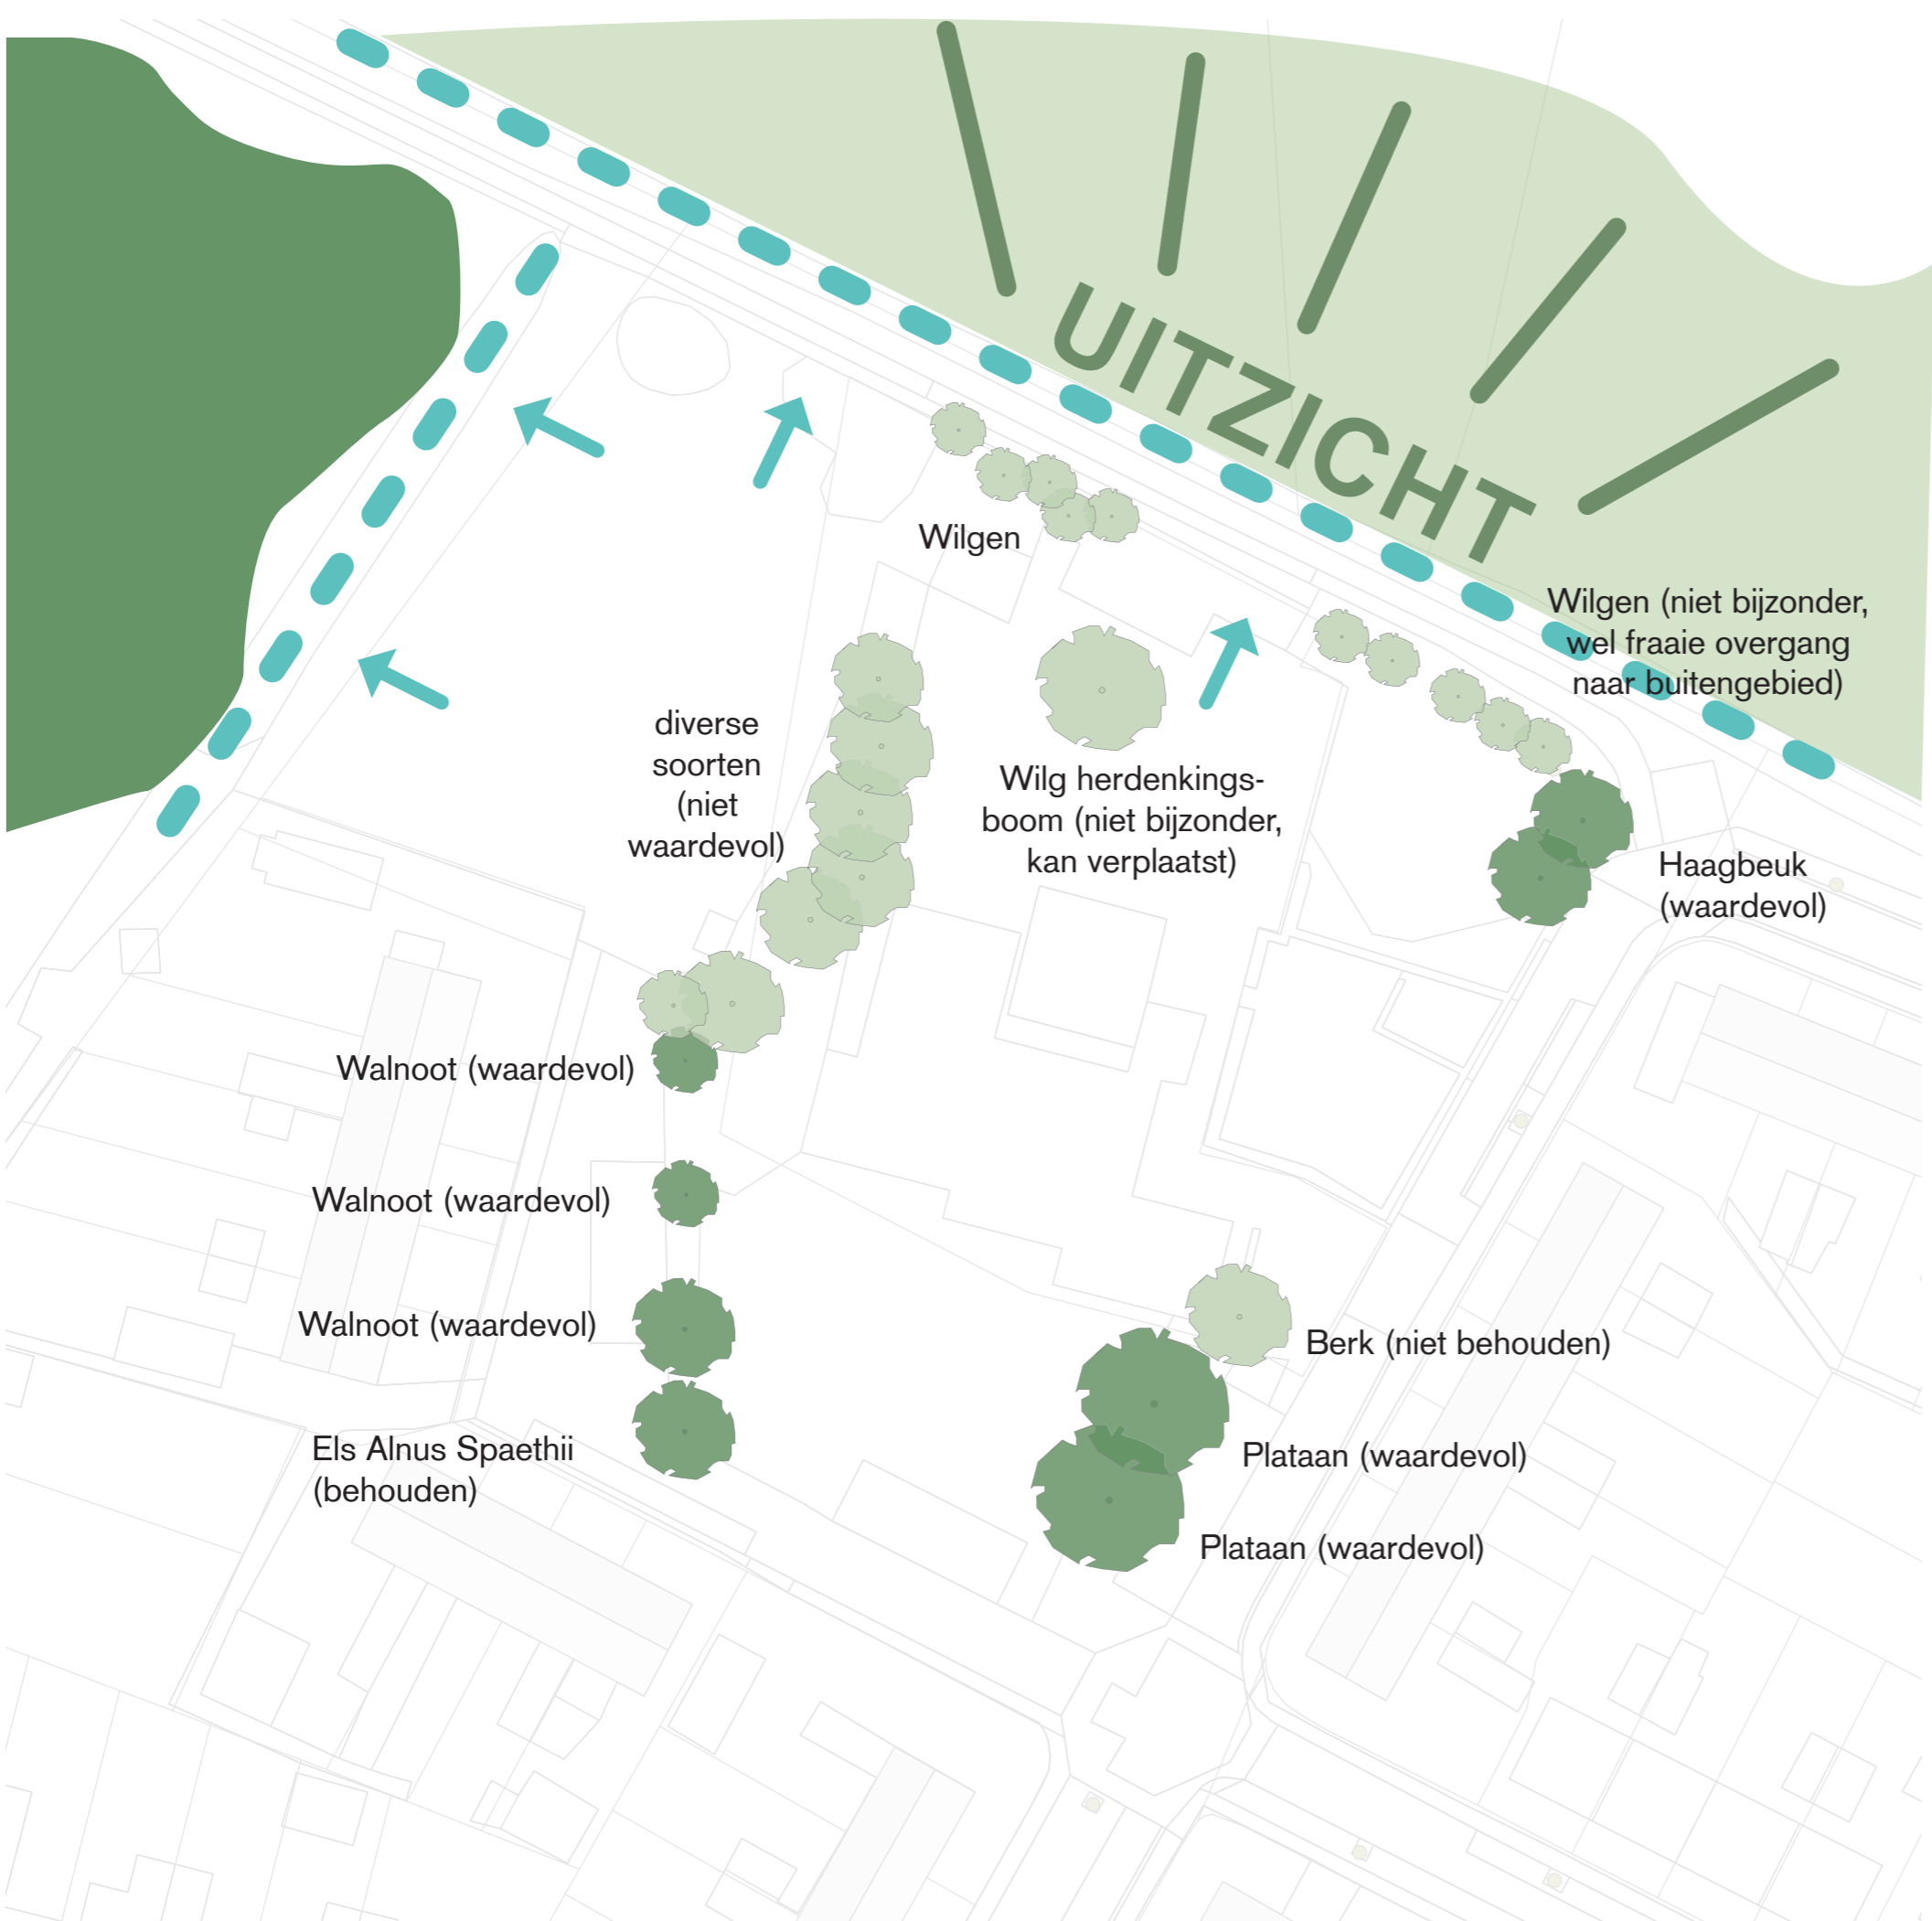 UITZICHT
Wilgen
Wilgen (niet bijzonder,
wel fraaie overgang
naar buitengebied)
diverse
soorten
(niet
waardevol)
Wilg herdenkings-
boom (niet bijzonder,
kan verplaatst)
Haagbeuk
(waardevol)
Walnoot (waardevol)
Walnoot (waardevol)
Walnoot (waardevol)
Berk (niet behouden)
Els Alnus Spaethii
(behouden)
Plataan (waardevol)
Plataan (waardevol)